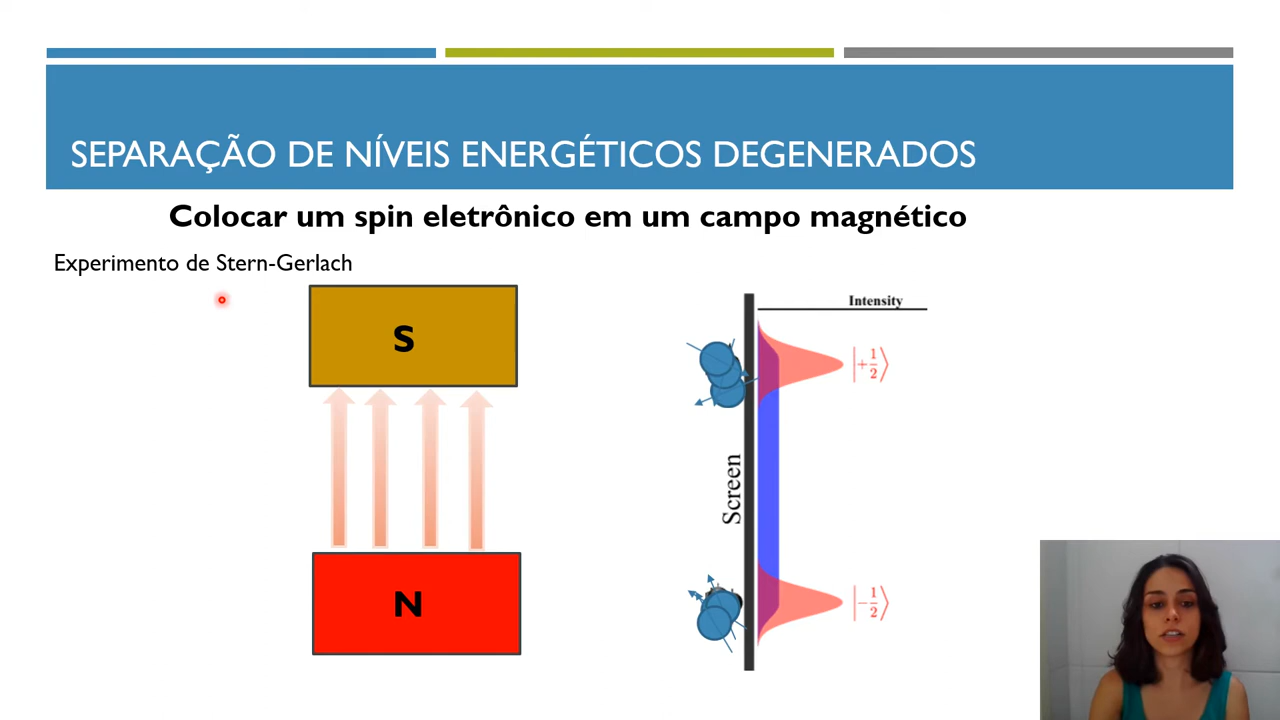 SEPARAÇÃO DE NÍVEIS ENERGÉTICOS DEGENERADOS
Colocar um spin eletrônico em um campo magnético
Experimento de Stern-Gerlach
S
Intensity
|+1/2⟩
Screen
N
|−1/2⟩